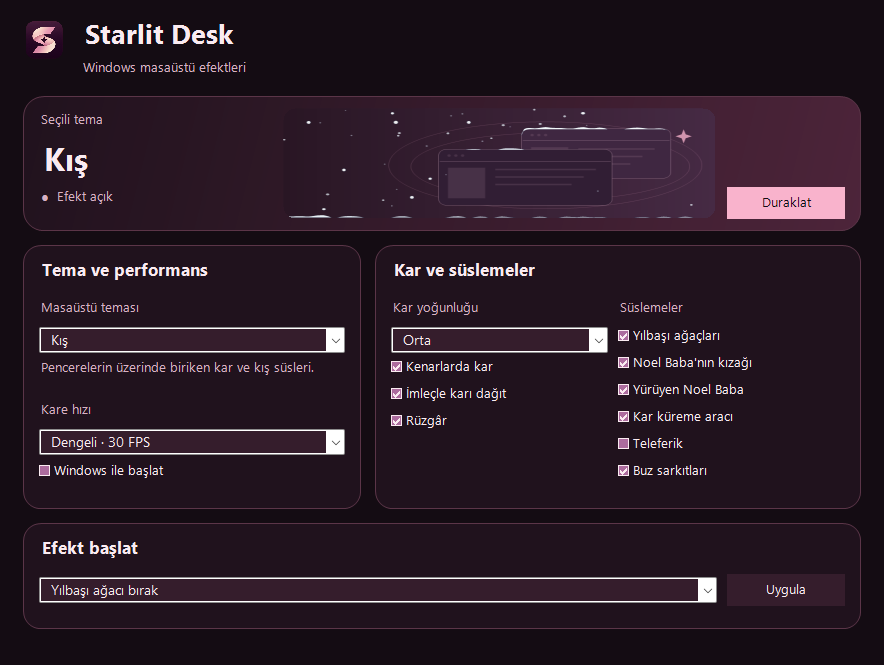 Starlit Desk
Windows masaüstü efektleri
Seçili tema
Kış
Efekt açık
Duraklat
Tema ve performans
Masaüstü teması
Kış
Pencerelerin üzerinde biriken kar ve kış süsleri.
Kare hızı
Dengeli · 30 FPS
Windows ile başlat
Kar ve süslemeler
Kar yoğunluğu
Orta
Kenarlarda kar
İmleçle karı dağıt
Rüzgâr
Süslemeler
Yılbaşı ağaçları
Noel Baba'nın kızağı
Yürüyen Noel Baba
Kar küreme aracı
Teleferik
Buz sarkıtları
Efekt başlat
Yılbaşı ağacı bırak
Uygula